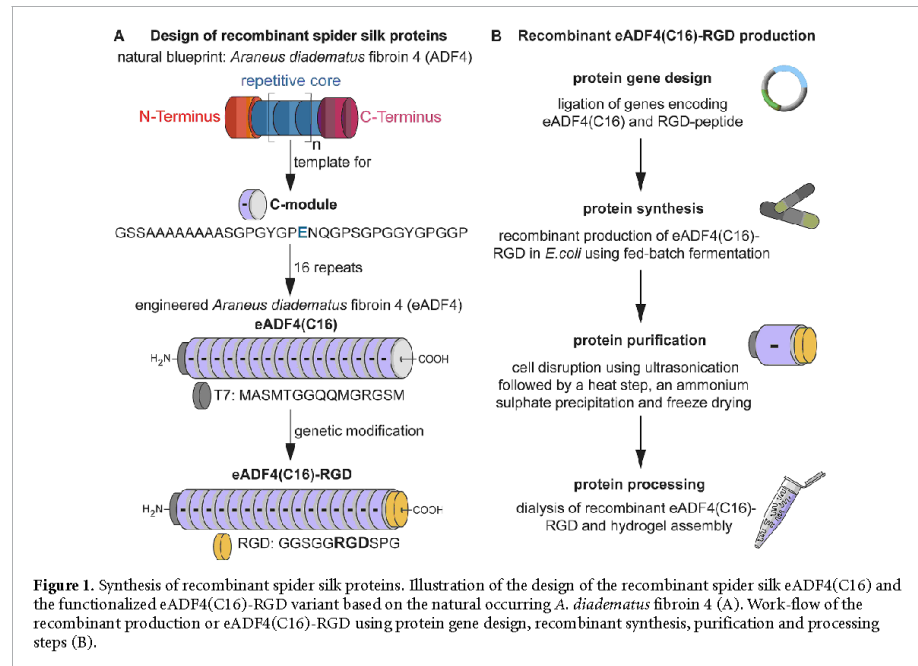 A Design of recombinant spider silk proteins
natural blueprint: Araneus diadematus fibroin 4 (ADF4)
repetitive core
N-Terminus
C-Terminus
n
template for
- C-module
GSSAAAAAAAASGPGYGPENQGPSGPGGYGPGGP
16 repeats
engineered Araneus diadematus fibroin 4 (eADF4)
eADF4(C16)
H2N
- - - - - - - - - - - - - - - -
COOH
T7: MASMTGGQQMGRGSM
genetic modification
eADF4(C16)-RGD
H2N
- - - - - - - - - - - - - - - -
COOH
RGD: GGSGGRGDSPG
B Recombinant eADF4(C16)-RGD production
protein gene design
ligation of genes encoding
eADF4(C16) and RGD-peptide
protein synthesis
recombinant production of eADF4(C16)-
RGD in E.coli using fed-batch fermentation
protein purification
-
cell disruption using ultrasonication
followed by a heat step, an ammonium
sulphate precipitation and freeze drying
protein processing
dialysis of recombinant eADF4(C16)-
RGD and hydrogel assembly
Figure 1. Synthesis of recombinant spider silk proteins. Illustration of the design of the recombinant spider silk eADF4(C16) and
the functionalized eADF4(C16)-RGD variant based on the natural occurring A. diadematus fibroin 4 (A). Work-flow of the
recombinant production or eADF4(C16)-RGD using protein gene design, recombinant synthesis, purification and processing
steps (B).